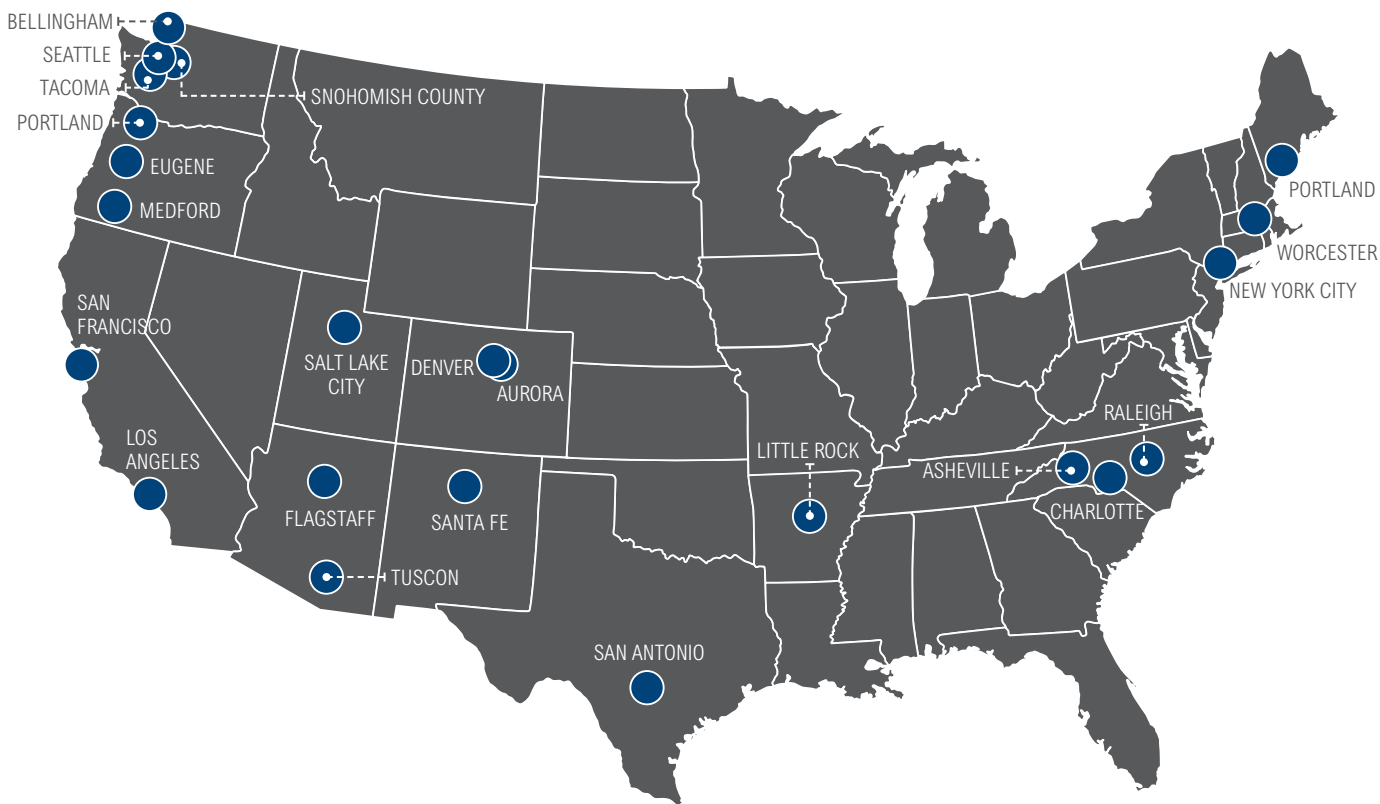 BELLINGHAM
SEATTLE
TACOMA
SNOHOMISH COUNTY
PORTLAND
EUGENE
MEDFORD
PORTLAND
WORCESTER
NEW YORK CITY
SAN
FRANCISCO
SALT LAKE
CITY
DENVER
AURORA
LOS
ANGELES
RALEIGH
LITTLE ROCK
ASHEVILLE
CHARLOTTE
FLAGSTAFF
SANTA FE
TUSCON
SAN ANTONIO